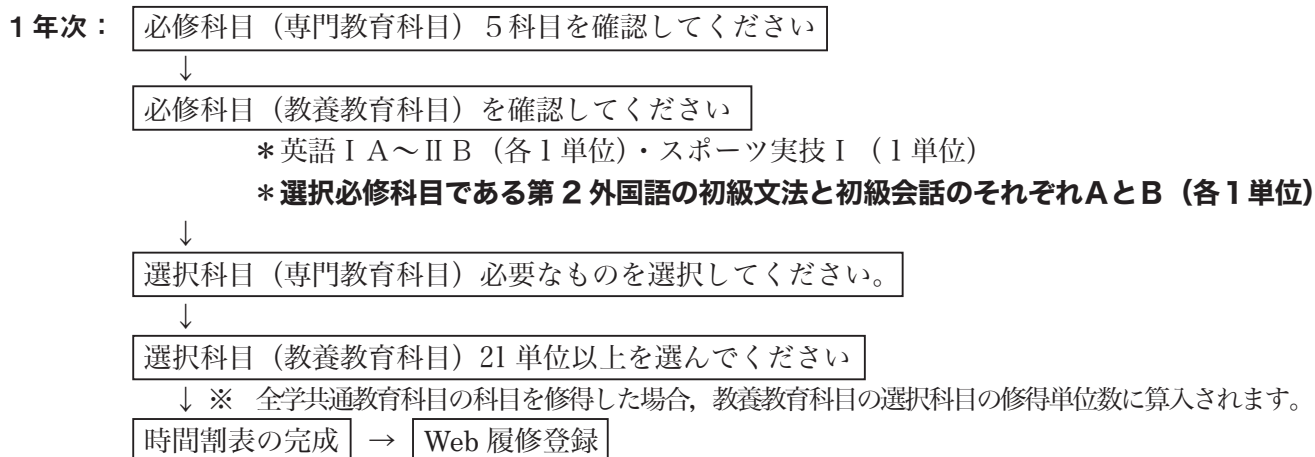 1年次： 必修科目（専門教育科目）５科目を確認してください
↓
必修科目（教養教育科目）を確認してください
＊英語ⅠＡ～ⅡＢ（各１単位）・スポーツ実技Ⅰ（１単位）
＊選択必修科目である第２外国語の初級文法と初級会話のそれぞれＡとＢ（各１単位）
↓
選択科目（専門教育科目）必要なものを選択してください。
↓
選択科目（教養教育科目）21単位以上を選んでください
↓ ※　全学共通教育科目の科目を修得した場合，教養教育科目の選択科目の修得単位数に算入されます。
時間割表の完成 → Web 履修登録